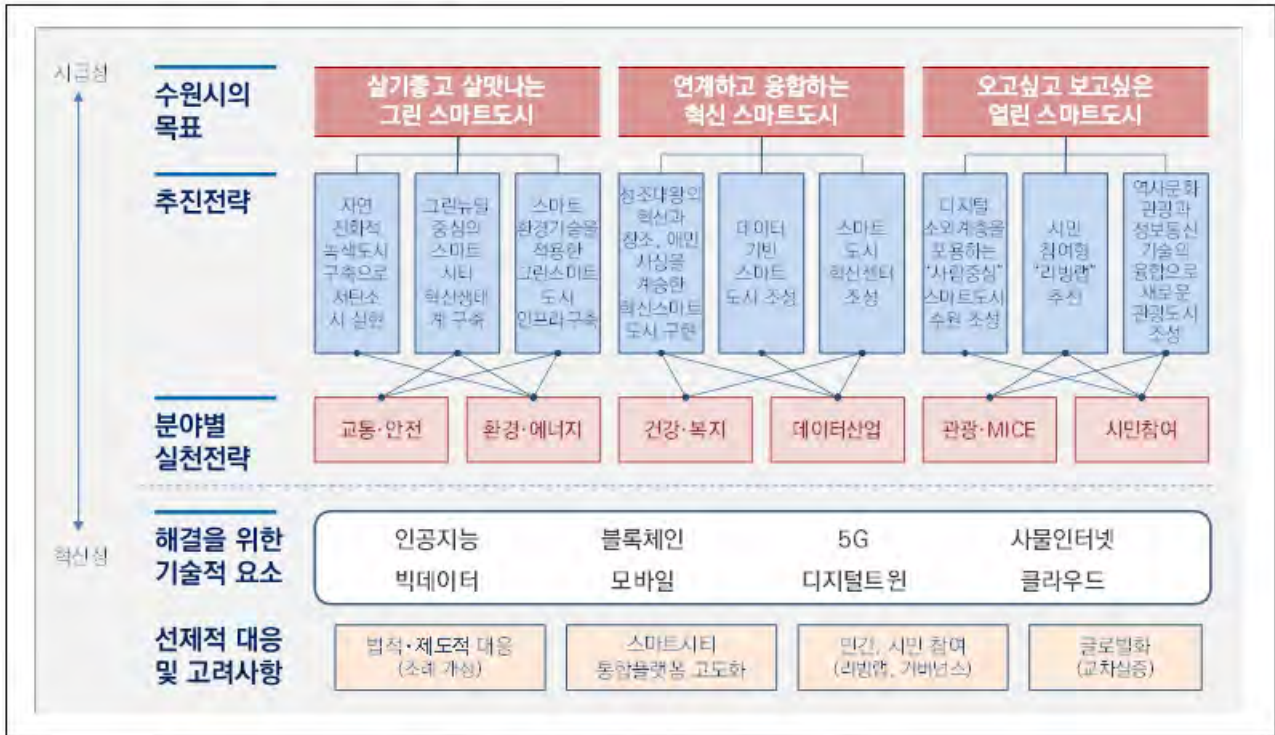 시급성
수원시의
목표
살기좋고 살맛나는
그린 스마트도시
연계하고 융합하는
혁신 스마트도시
오고싶고 보고싶은
열린 스마트도시
추진전략
자연
친화적
녹색도시
구축으로
저탄소
시 실현
그린뉴딜
중심의
스마트
시티
혁신생태
계 구축
스마트
환경기술을
적용한
그린스마트
도시
인프라 구축
혁신과
창조, 애민
사상을
계승한
혁신스마트
도시 구현
데이터
기반
스마트
도시 조성
스마트
도시
혁신센터
조성
디지털
소외계층을
포용하는
"사람중심"
스마트도시
수원 조성
시민
참여형
"리빙랩"
추진
역사문화
관광과
정보통신
기술의
융합으로
새로운
관광도시
조성
분야별
실천전략
교통·안전
환경·에너지
건강·복지
데이터산업
관광·MICE
시민참여
혁신성
해결을 위한
기술적 요소
인공지능
블록체인
5G
사물인터넷
빅데이터
모바일
디지털트윈
클라우드
선제적 대응
및 고려사항
법적·제도적 대응
(조례 개정)
스마트시티
통합플랫폼 고도화
민간, 시민 참여
(리빙랩, 거버넌스)
글로벌화
(교차실증)